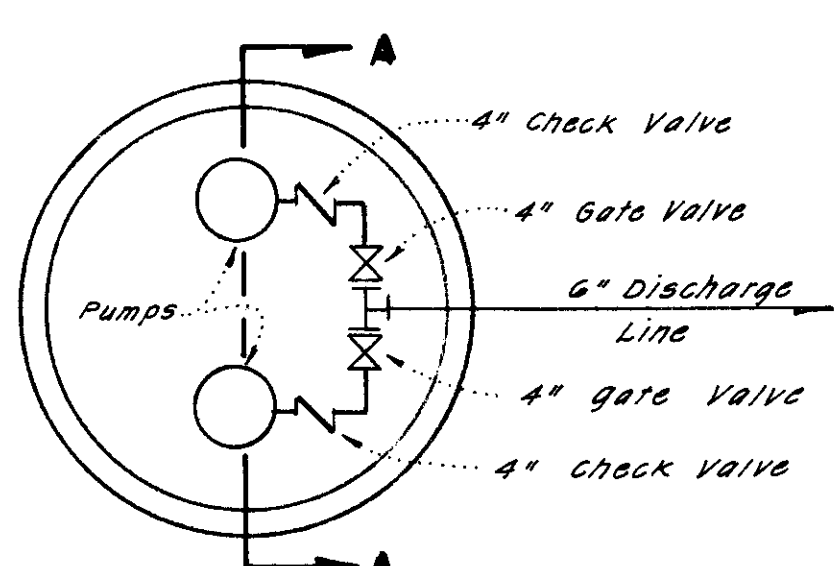 A
4" Check Valve
4" Gate Valve
6" Discharge
Line
Pumps
4" gate Valve
4" check valve
A